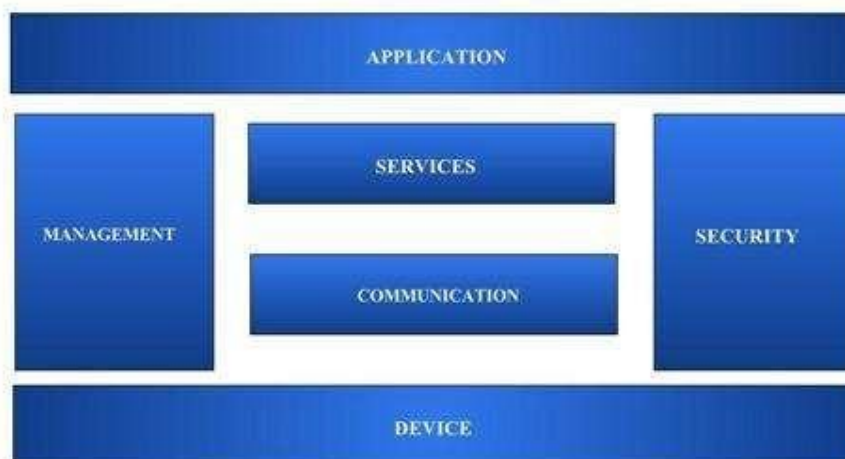 APPLICATION
SERVICES
MANAGEMENT
SECURITY
COMMUNICATION
DEVICE